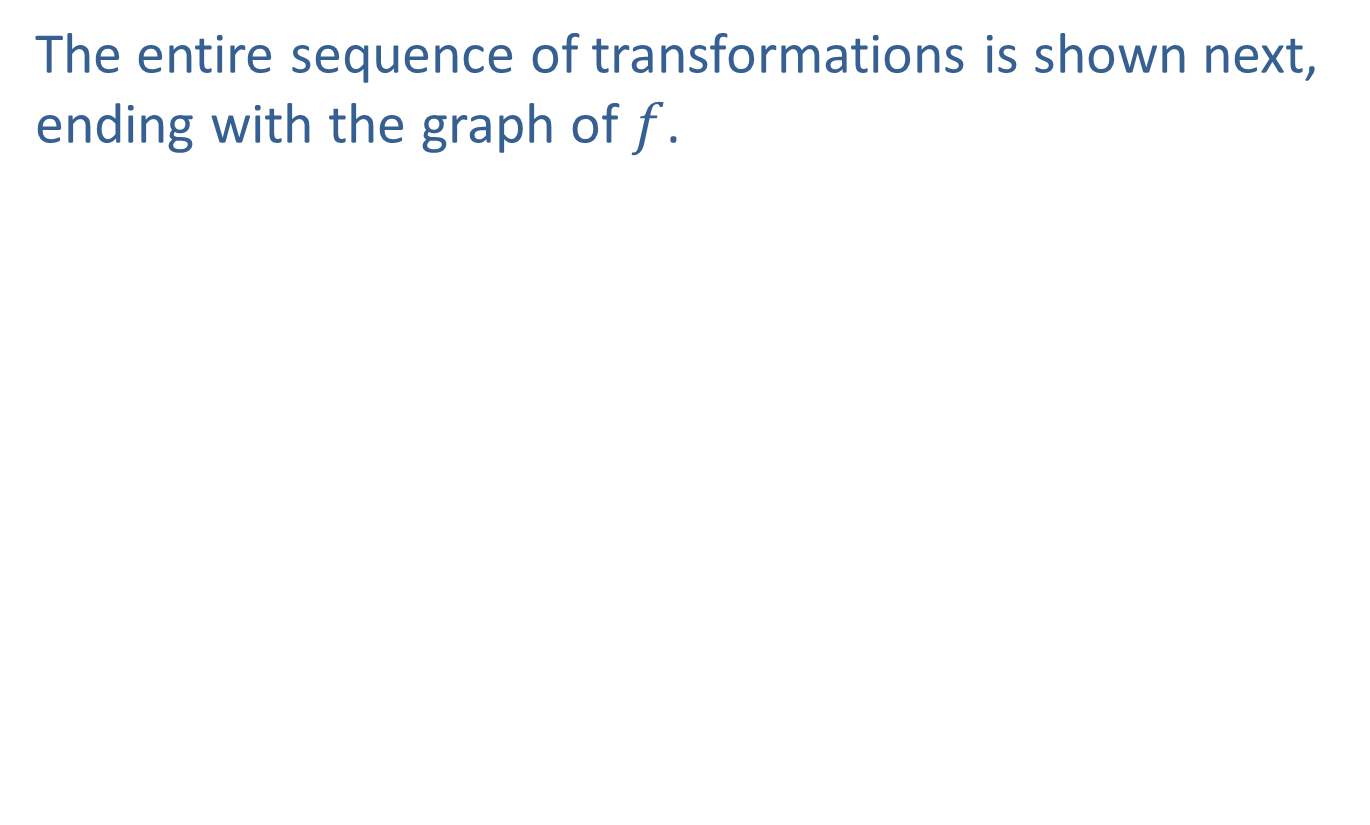 The entire sequence of transformations is shown next,
ending with the graph of f.